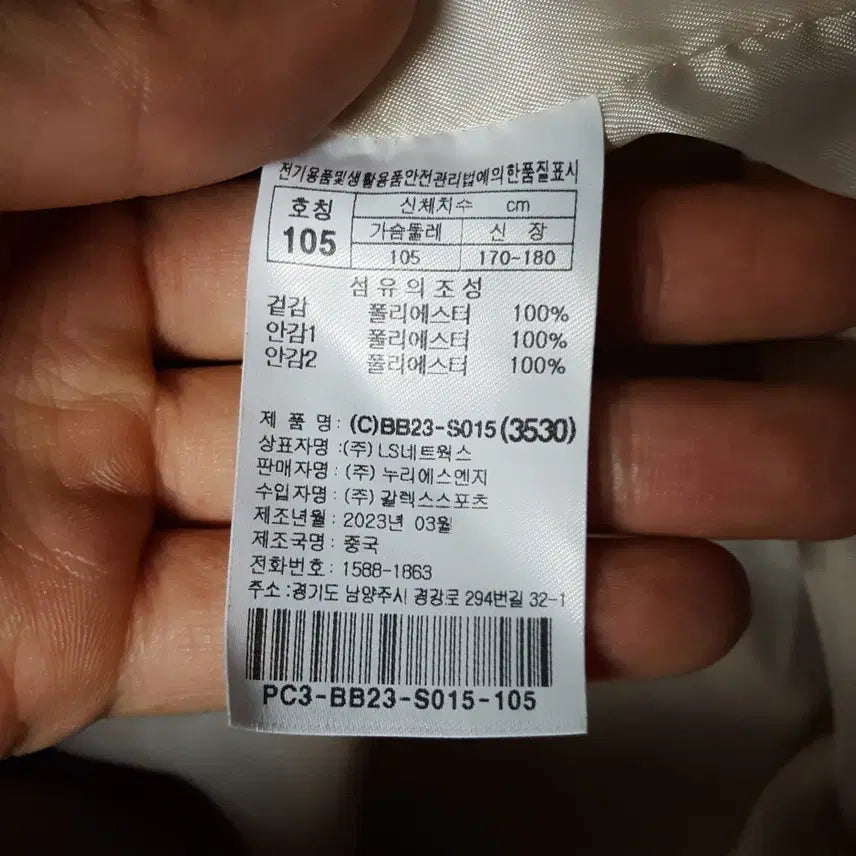 전기용품및생활용품안전관리법에의한품질표시
호칭 신체치수 cm
105 가슴둘레 신 장
105 170-180
섬유의조성
겉감 폴리에스터 100%
안감1 폴리에스터 100%
안감2 폴리에스터 100%
제 품 명 : (C)BB23-S015(3530)
상표자명 :(주) LS네트웍스
판매자명 : (주) 누리에스엔지
수입자명 : (주) 갈렉스스포츠
제조년월 : 2023년 03월
제조국명 : 중국
전화번호 : 1588-1863
주소 :경기도 남양주시 경강로 294번길 32-1
PC3-BB23-S015-105